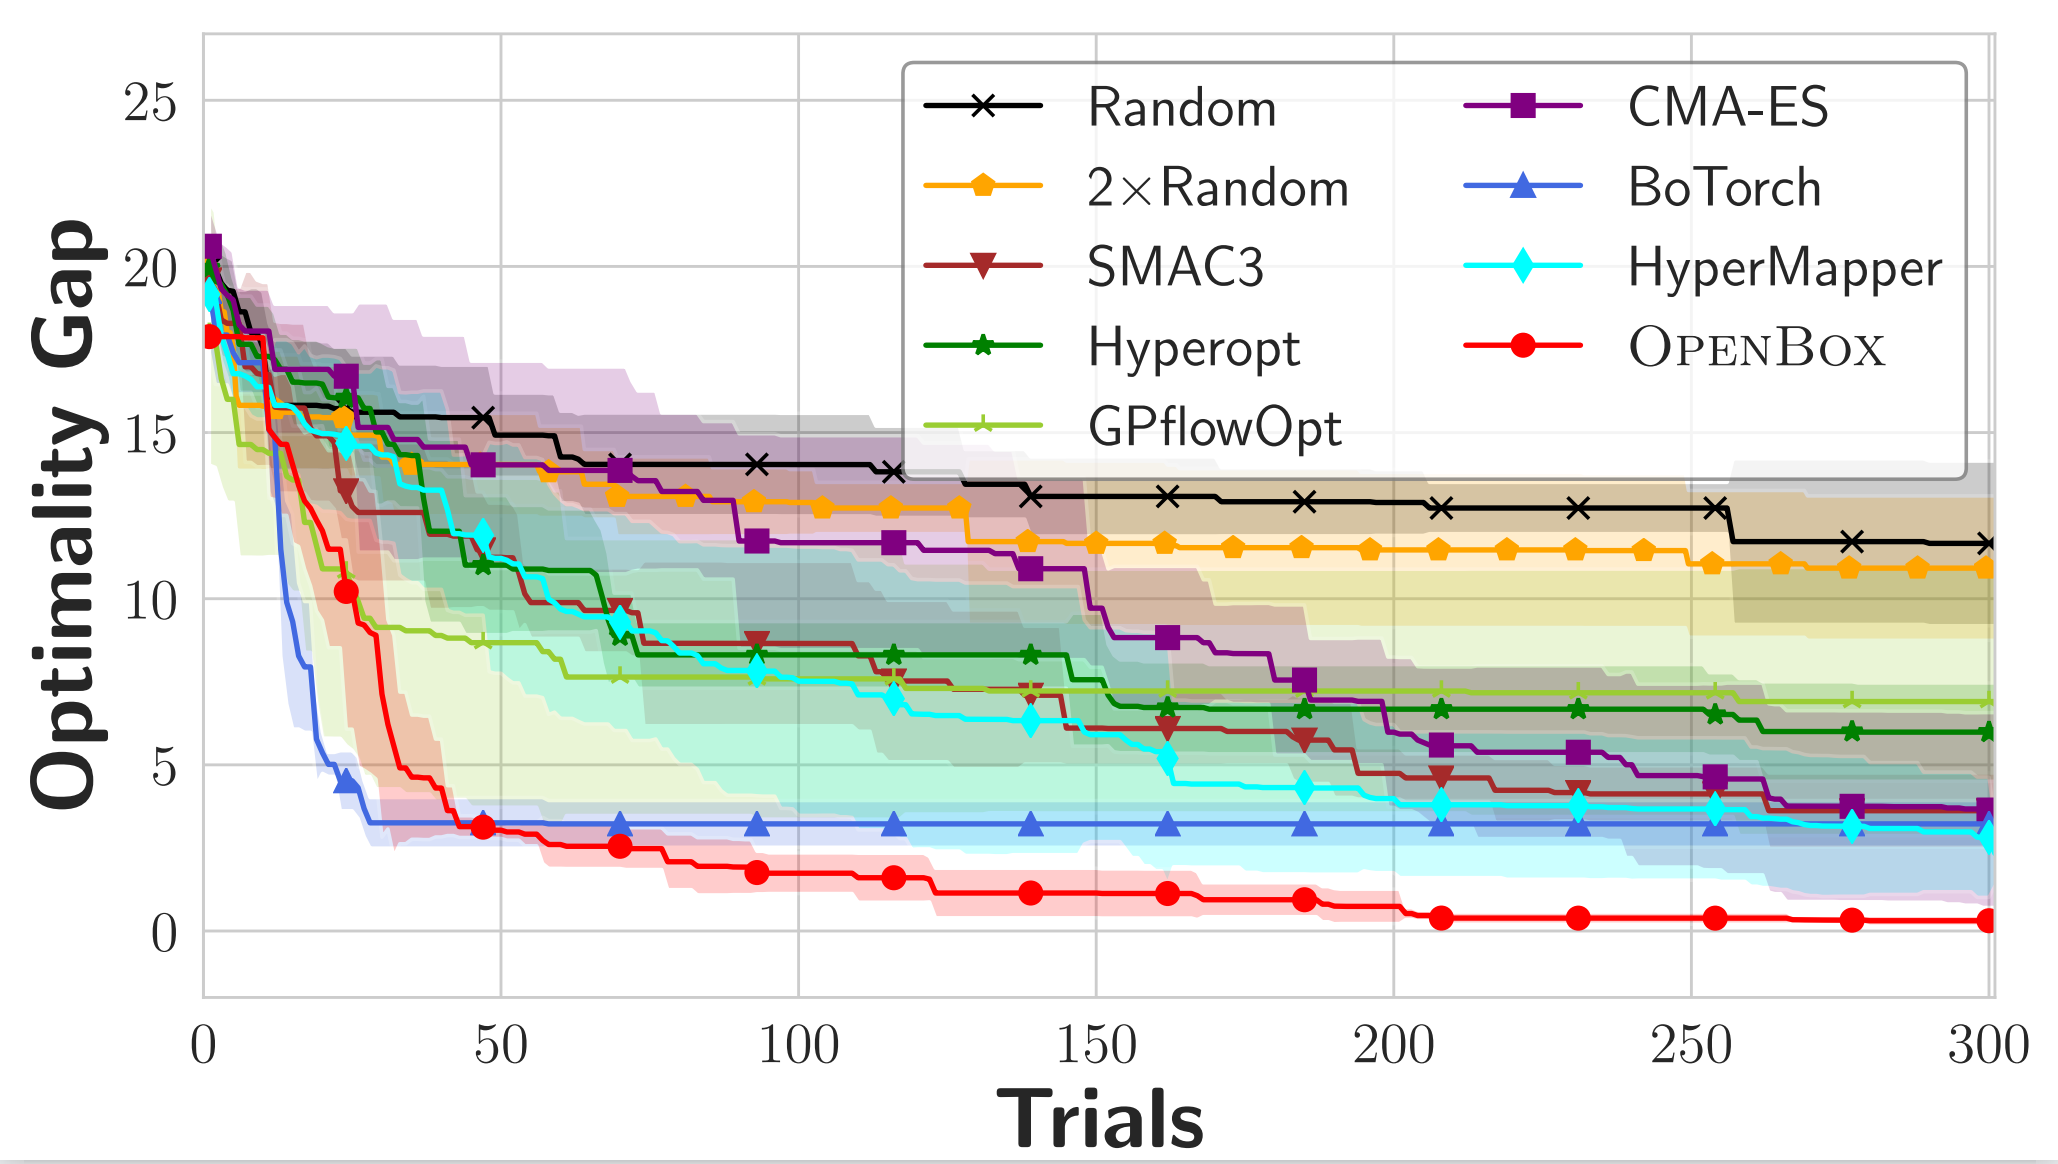 Optimality Gap
25
20
15
10
5
0
Random
2×Random
SMAC3
Hyperopt
GPflowOpt
CMA-ES
BoTorch
HyperMapper
OPENBOX
0 50 100 150 200 250 300
Trials